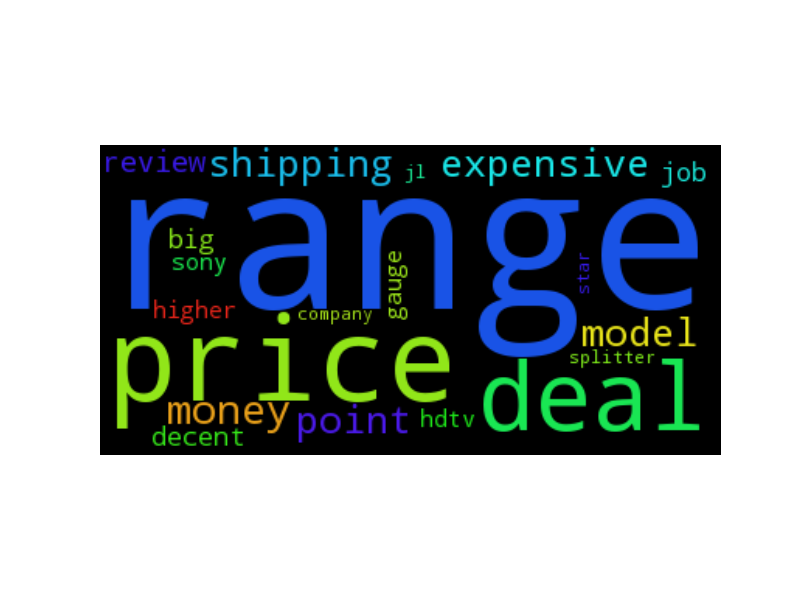 review shipping jl expensive job
range
big
sony
gauge
star
higher
company
price
model
splitter
deal
money
point
hdtv
decent